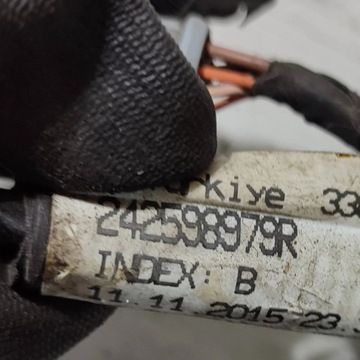 rkiye 33
242598979R
INDEX: B
11.11.2015-23.